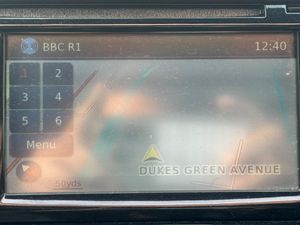 BBC R1 12:40
1 2
3 4
5 6
Menu
DUKES GREEN AVENUE
50yds